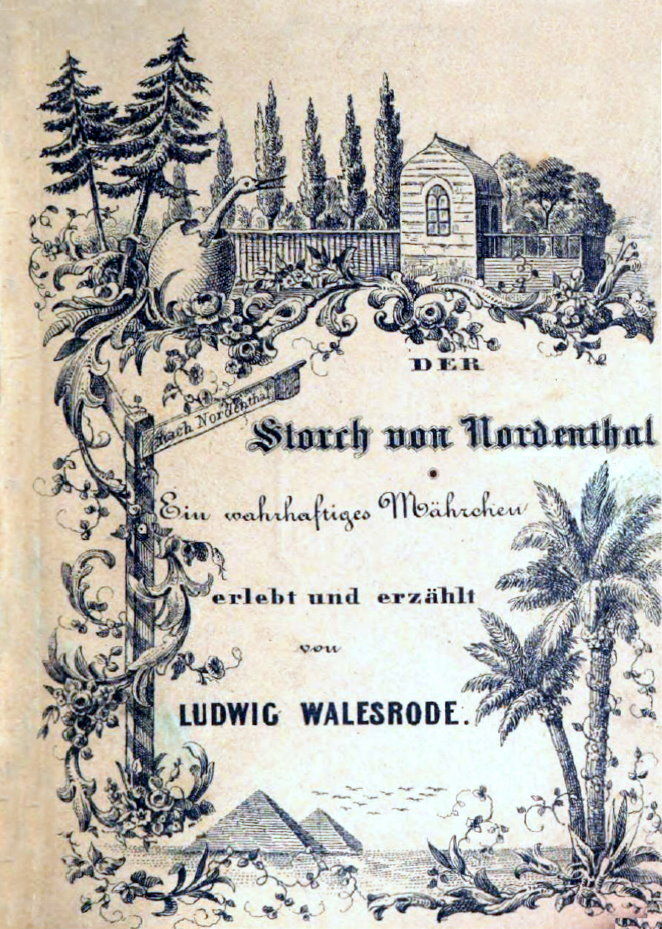 DER
Storch von Nordenthal
Nach Nordenthal
Ein wahrhaftiges Mährchen
erlebt und erzählt
von
LUDWIG WALESRODE.